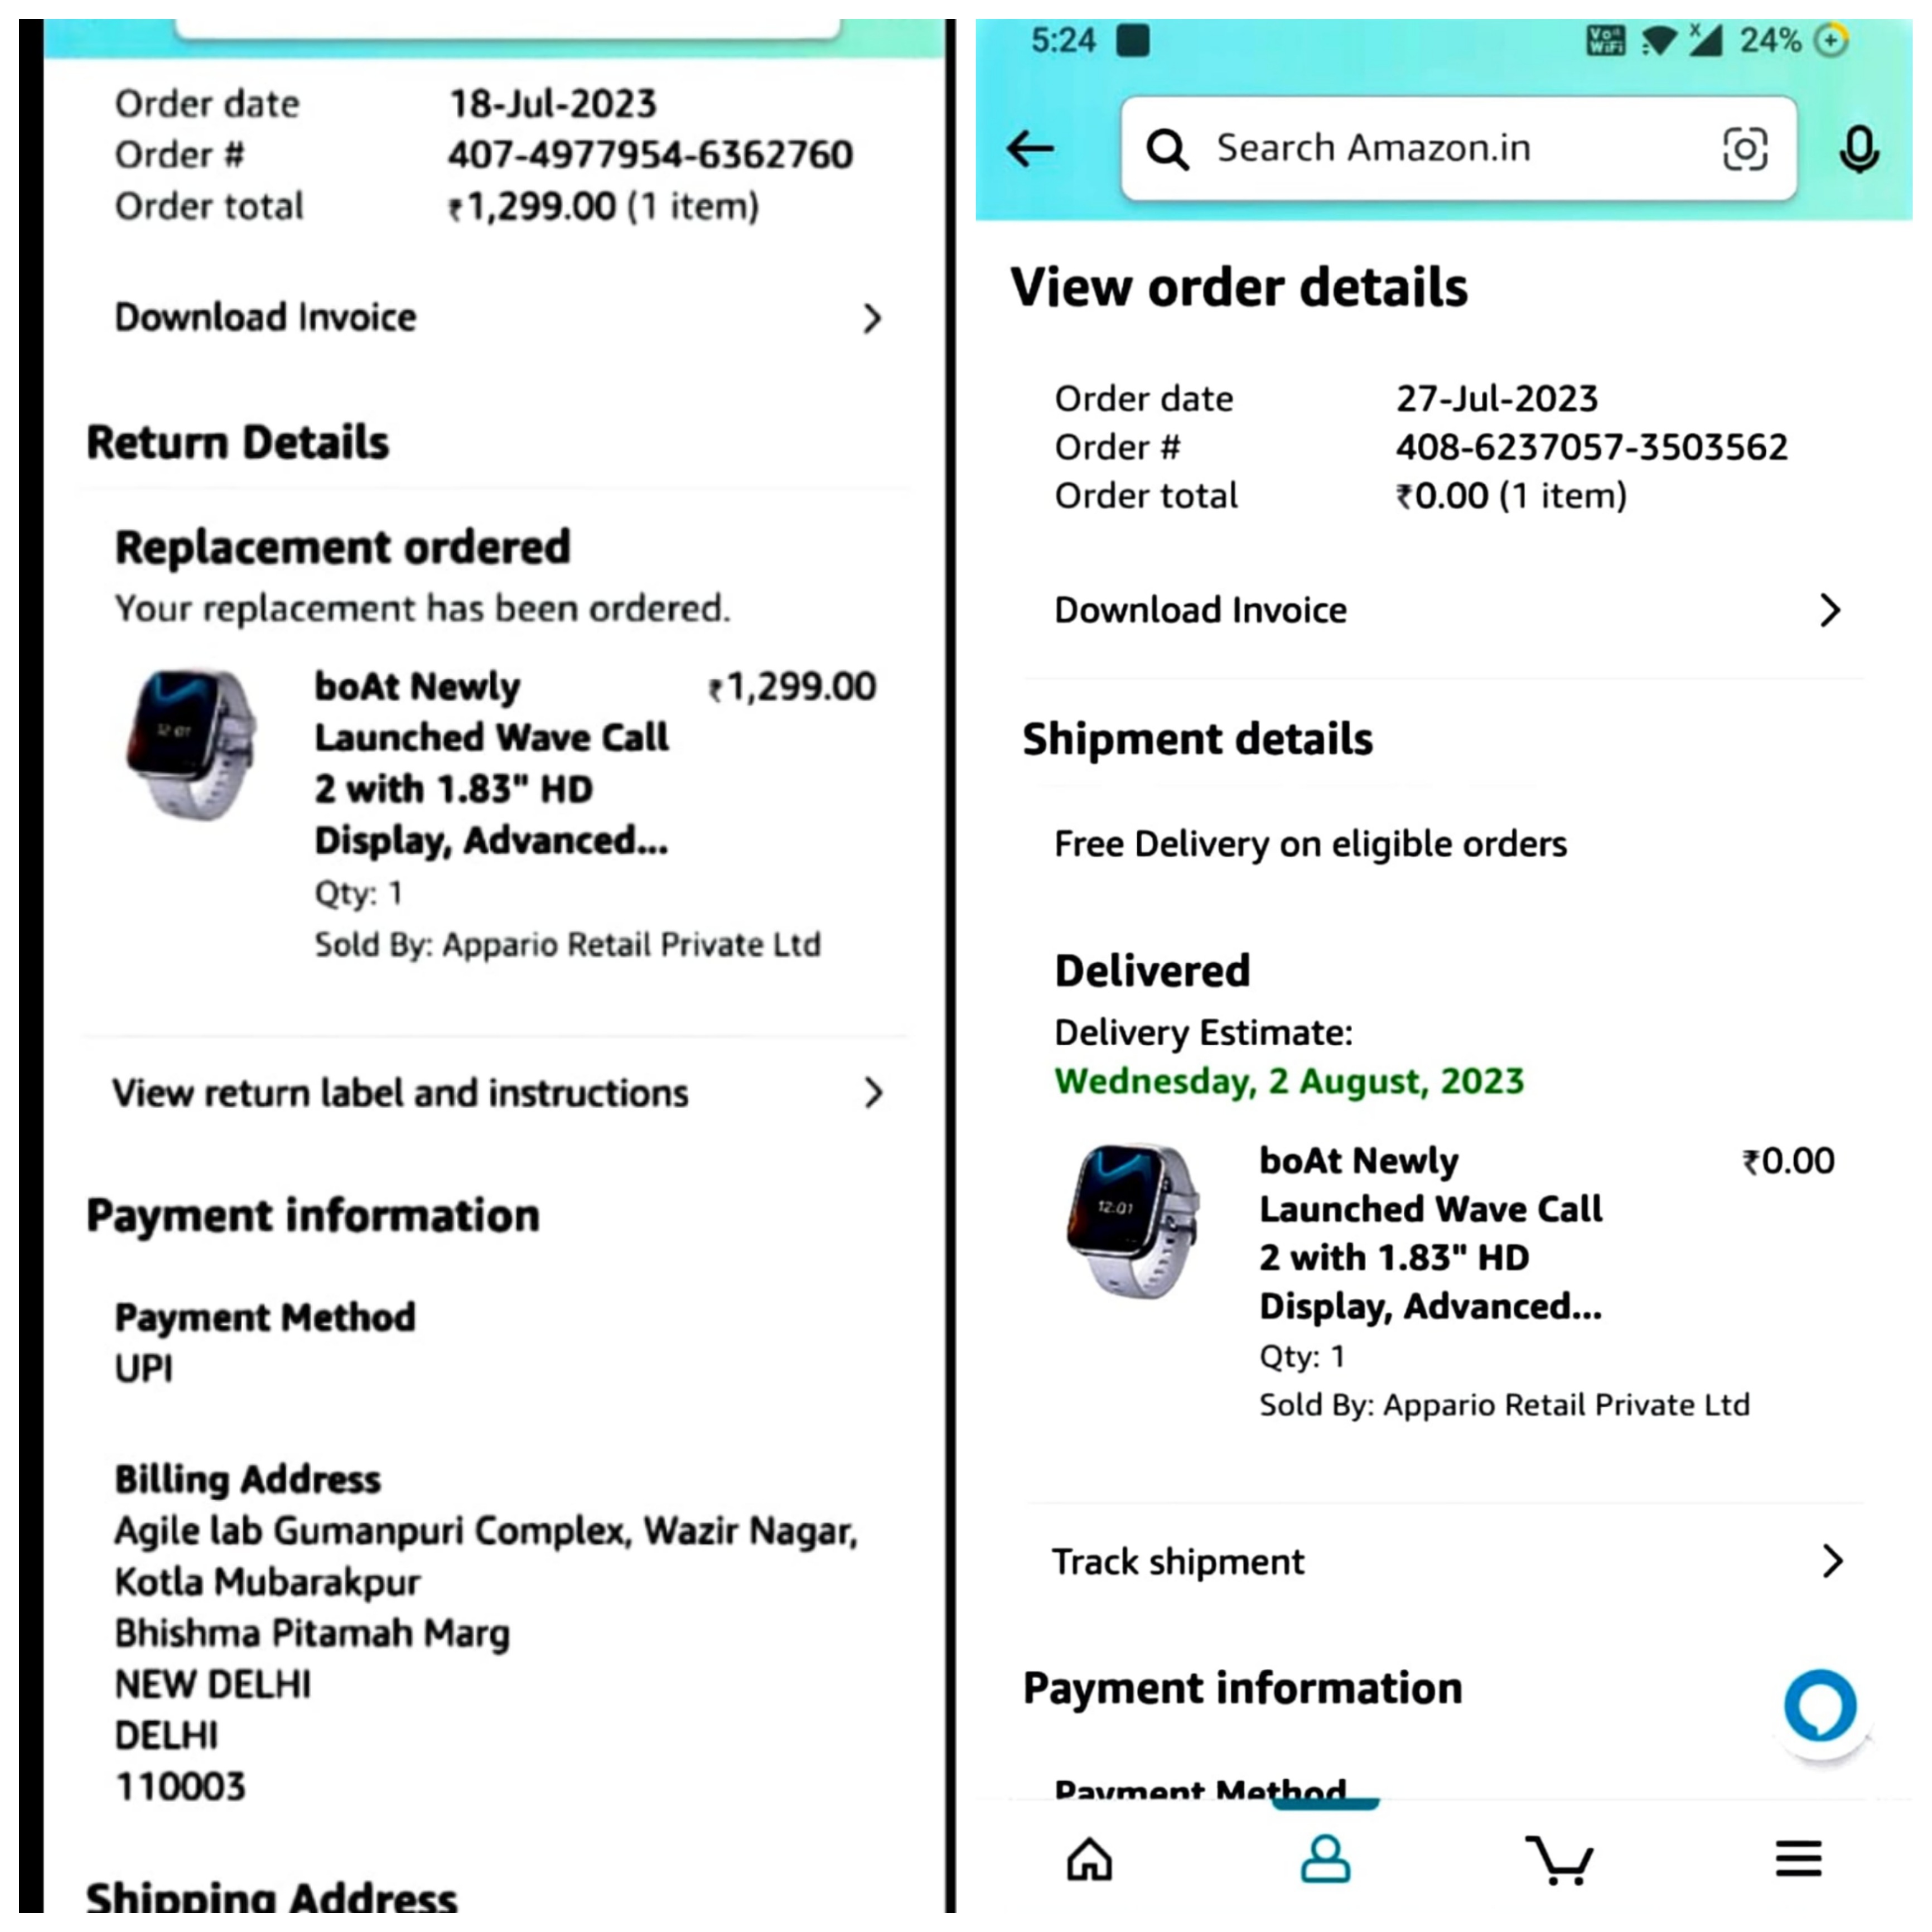 Order date 18-Jul-2023
Order # 407-4977954-6362760
Order total ₹1,299.00 (1 item)
Download Invoice
Return Details
Replacement ordered
Your replacement has been ordered.
boAt Newly ₹1,299.00
Launched Wave Call
2 with 1.83" HD
Display, Advanced...
Qty: 1
Sold By: Appario Retail Private Ltd
12:01
View return label and instructions
Payment information
Payment Method
UPI
Billing Address
Agile lab Gumanpuri Complex, Wazir Nagar,
Kotla Mubarakpur
Bhishma Pitamah Marg
NEW DELHI
DELHI
110003
Shipping Address
5:24 Vo WiFi X 24%
Search Amazon.in
View order details
Order date 27-Jul-2023
Order # 408-6237057-3503562
Order total ₹0.00 (1 item)
Download Invoice
Shipment details
Free Delivery on eligible orders
Delivered
Delivery Estimate:
Wednesday, 2 August, 2023
boAt Newly ₹0.00
Launched Wave Call
2 with 1.83" HD
Display, Advanced...
Qty: 1
Sold By: Appario Retail Private Ltd
12:01
Track shipment
Payment information
Payment Method